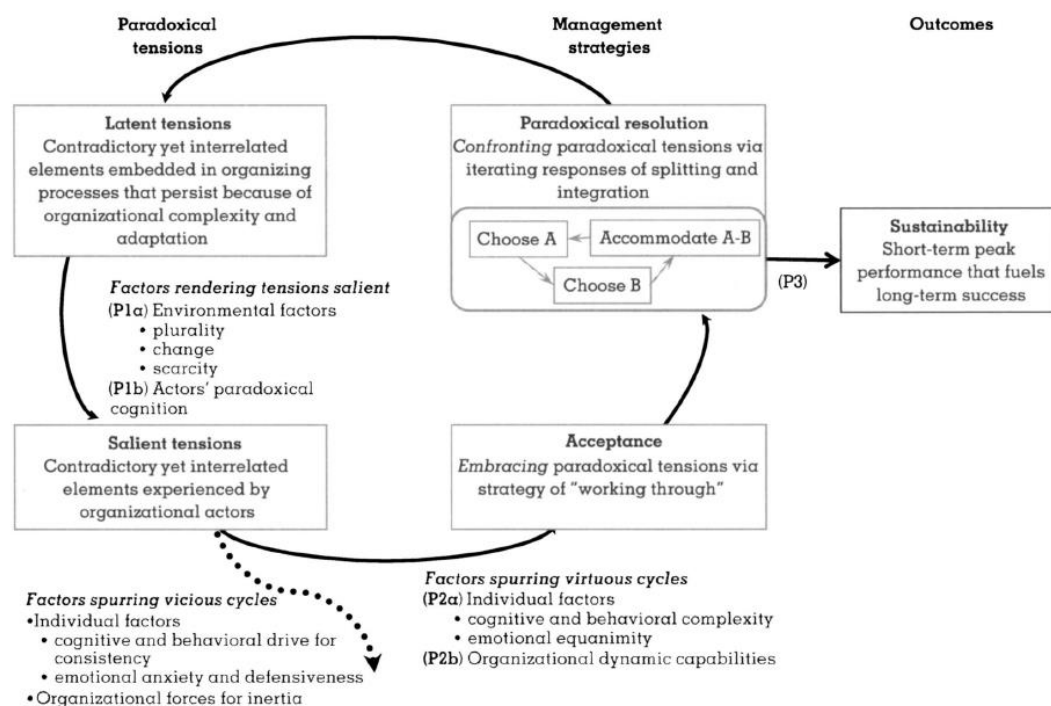 Paradoxical
tensions
Management
strategies
Outcomes
Latent tensions
Contradictory yet interrelated
elements embedded in organizing
processes that persist because of
organizational complexity and
adaptation
Paradoxical resolution
Confronting paradoxical tensions via
iterating responses of splitting and
integration
Choose A
Accommodate A-B
Choose B
(P3)
Sustainability
Short-term peak
performance that fuels
long-term success
Factors rendering tensions salient
(P1a) Environmental factors
• plurality
• change
• scarcity
(P1b) Actors' paradoxical
cognition
Salient tensions
Contradictory yet interrelated
elements experienced by
organizational actors
Acceptance
Embracing paradoxical tensions via
strategy of "working through"
Factors spurring vicious cycles
•Individual factors
• cognitive and behavioral drive for
consistency
• emotional anxiety and defensiveness
•Organizational forces for inertia
Factors spurring virtuous cycles
(P2a) Individual factors
• cognitive and behavioral complexity
• emotional equanimity
(P2b) Organizational dynamic capabilities